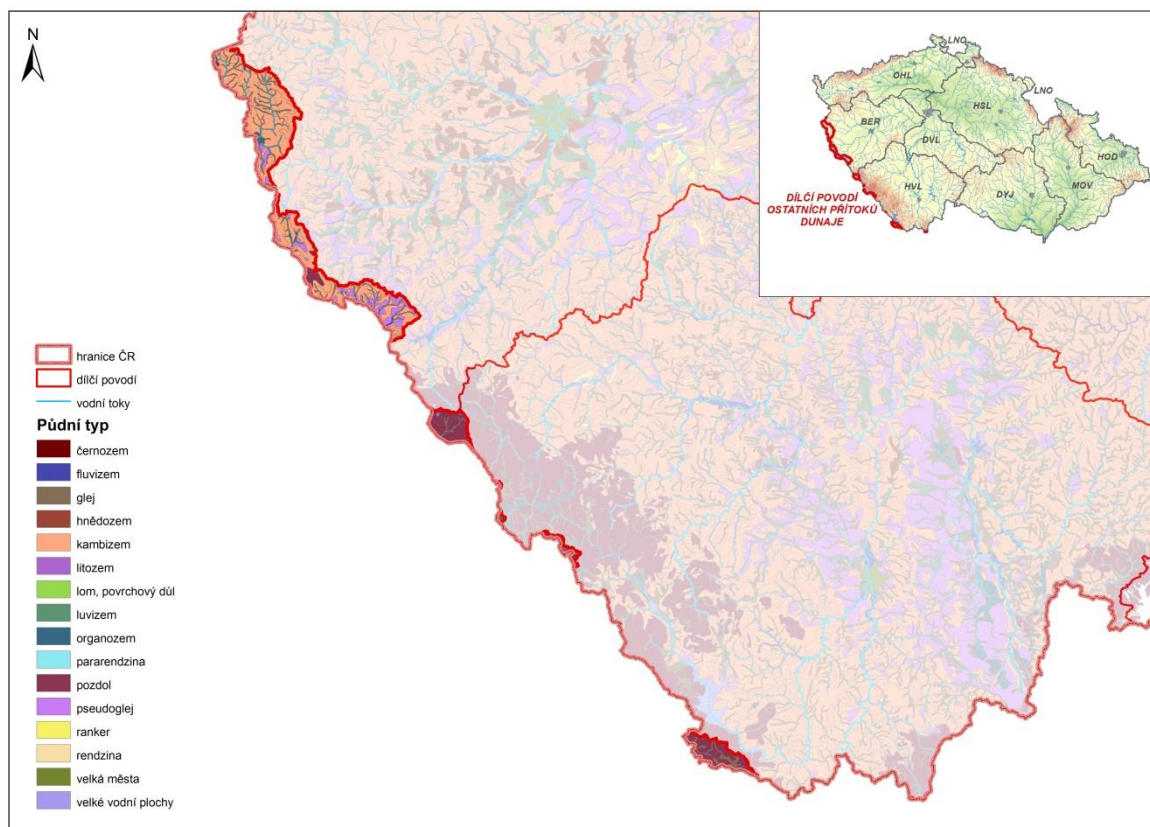 N
hranice ČR
dílčí povodí
vodní toky
Půdní typ
černozem
fluvizem
glej
hnědozem
kambizem
litozem
lom, povrchový důl
luvizem
organozem
pararendzina
pozdol
pseudoglej
ranker
rendzina
velká města
velké vodní plochy
LNO
OHL
LNO
HSL
BER
DVL
HOD
HVL
DYJ
MOV
DÍLČÍ POVODÍ
OSTATNÍCH PŘÍTOKŮ
DUNAJE